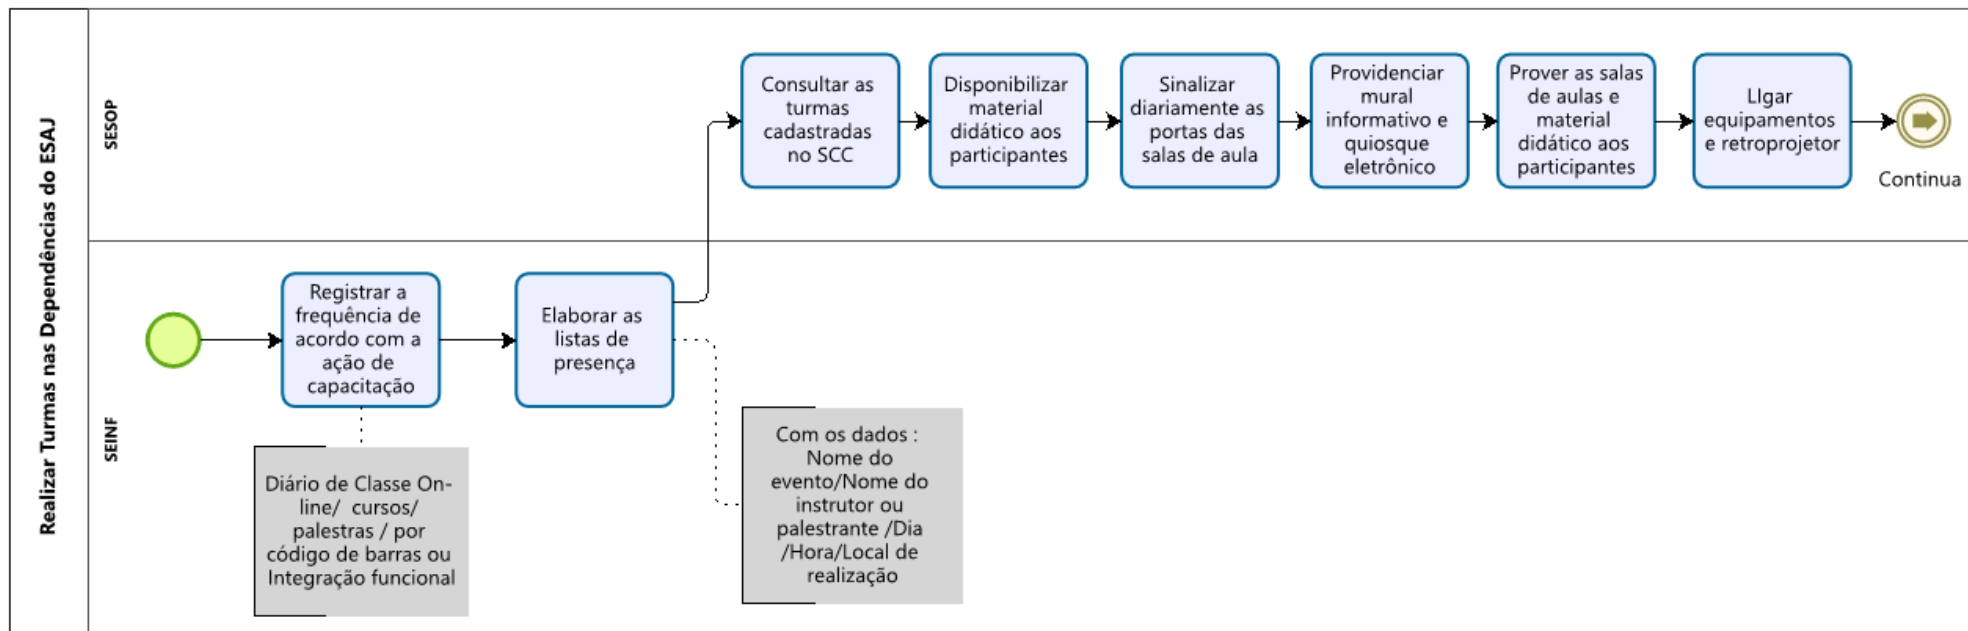 Realizar Turmas nas Dependências do ESAJ
SESOP
Consultar as
turmas
cadastradas
no SCC
Disponibilizar
material
didático aos
participantes
Sinalizar
diariamente as
portas das
salas de aula
Providenciar
mural
informativo e
quiosque
eletrônico
Prover as salas
de aulas e
material
didático aos
participantes
LIgar
equipamentos
e retroprojetor
Continua
SEINF
Registrar a
frequência de
acordo com a
ação de
capacitação
Elaborar as
listas de
presença
Diário de Classe On-
line/ cursos/
palestras / por
código de barras ou
Integração funcional
Com os dados :
Nome do
evento/Nome do
instrutor ou
palestrante /Dia
/Hora/Local de
realização